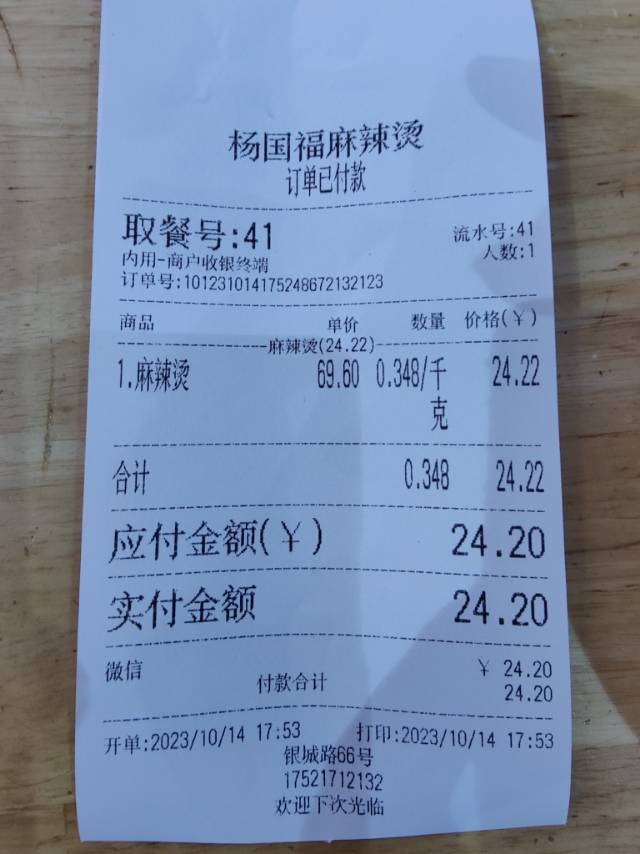 杨国福麻辣烫
订单已付款
取餐号:41
流水号:41
内用-商户收银终端
人数:1
订单号:101231014175248672132123
商品 单价 数量 价格(￥)
麻辣烫(24.22)
1.麻辣烫 69.60 0.348/千克 24.22
合计 0.348 24.22
应付金额(￥) 24.20
实付金额 24.20
微信 ￥ 24.20
付款合计 24.20
开单:2023/10/14 17:53 打印:2023/10/14 17:53
银城路66号
17521712132
欢迎下次光临